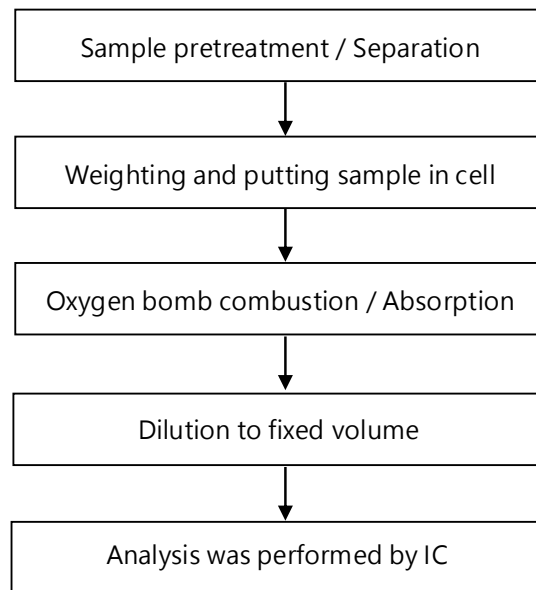 Sample pretreatment / Separation
Weighting and putting sample in cell
Oxygen bomb combustion / Absorption
Dilution to fixed volume
Analysis was performed by IC